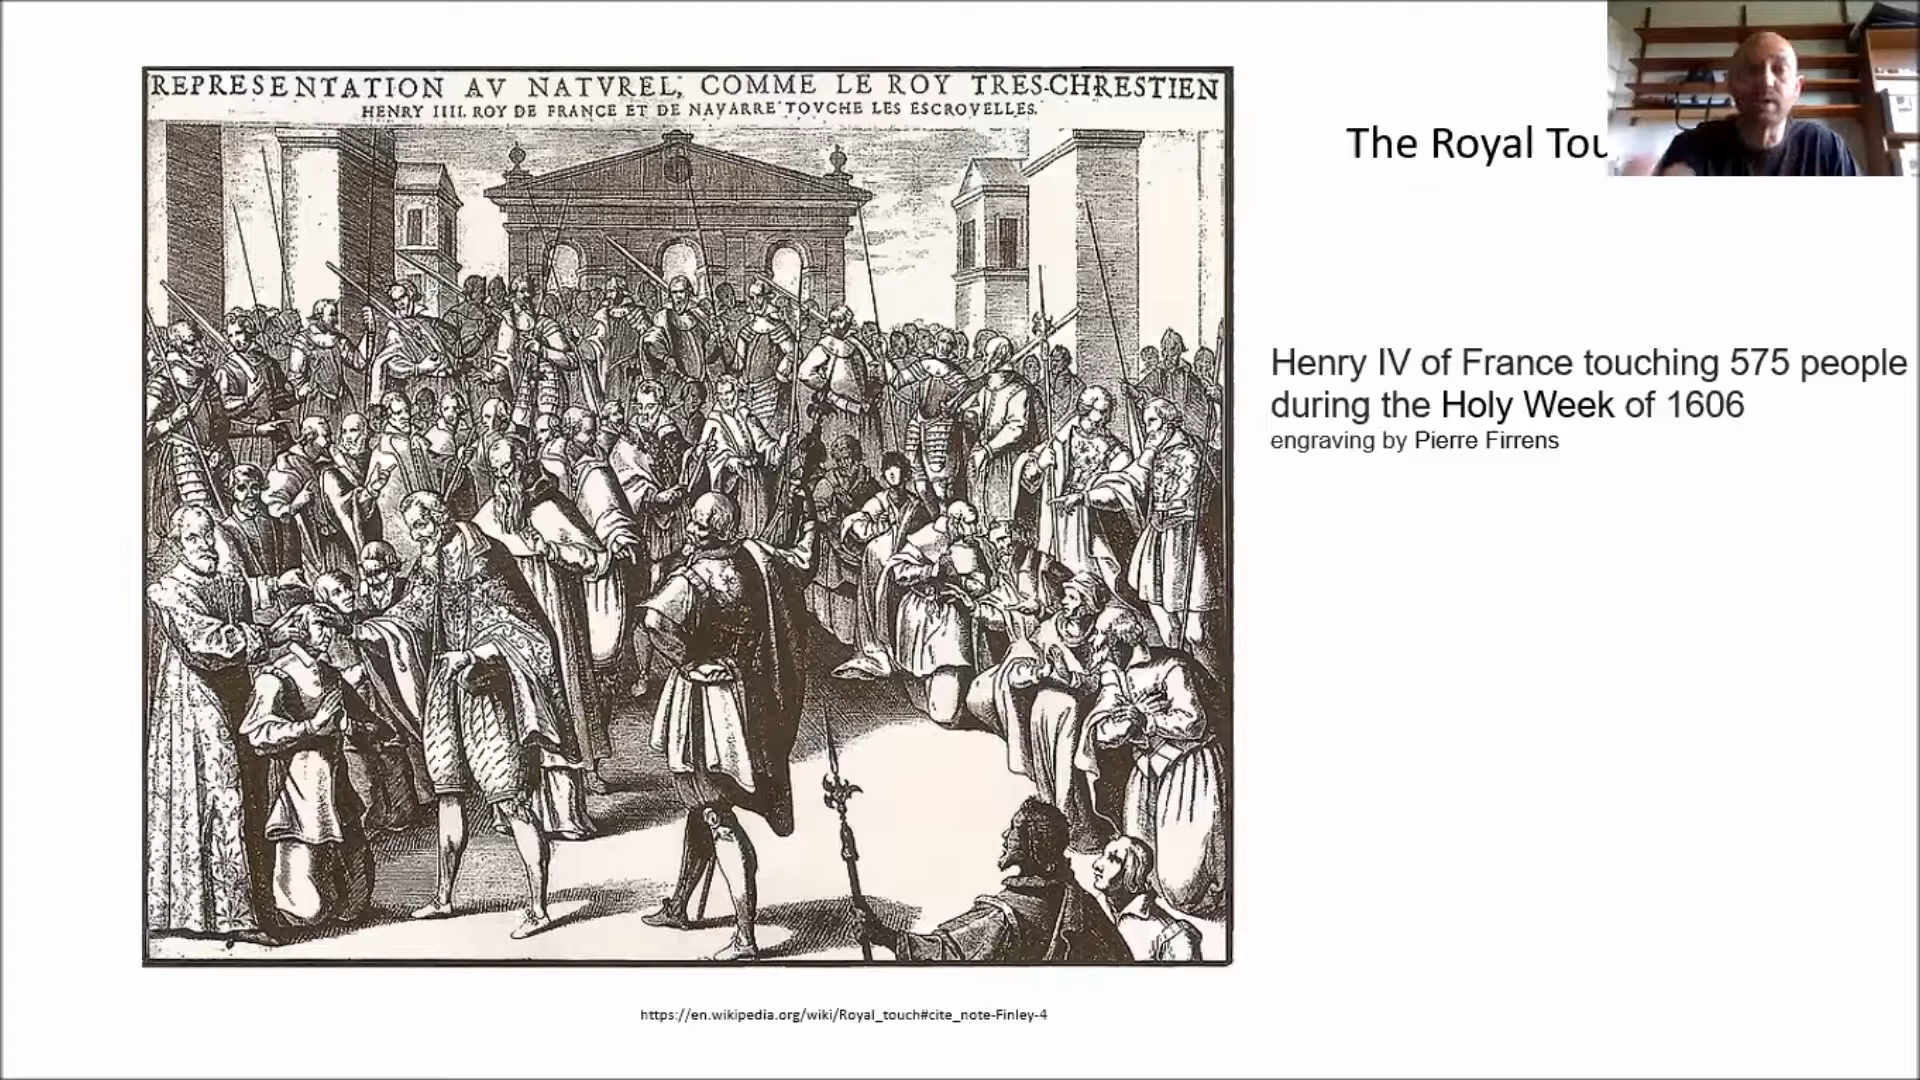 REPRESENTATION AV NATVREL, COMME LE ROY TRES-CHRESTIEN
HENRY IIII. ROY DE FRANCE ET DE NAVARRE TOVCHE LES ESCROVELLES.
The Royal Tou
Henry IV of France touching 575 people
during the Holy Week of 1606
engraving by Pierre Firrens
https://en.wikipedia.org/wiki/Royal_touch#cite_note-Finley-4